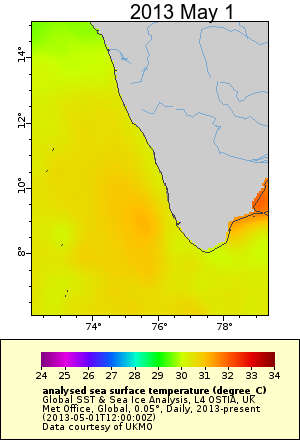 2013 May 1
14°
12°
10°
8°
74° 76° 78°
24 25 26 27 28 29 30 31 32 33 34
analysed sea surface temperature (degree_C)
Global SST & Sea Ice Analysis, L4 OSTIA, UK
Met Office, Global, 0.05°, Daily, 2013-present
(2013-05-01T12:00:00Z)
Data courtesy of UKMO